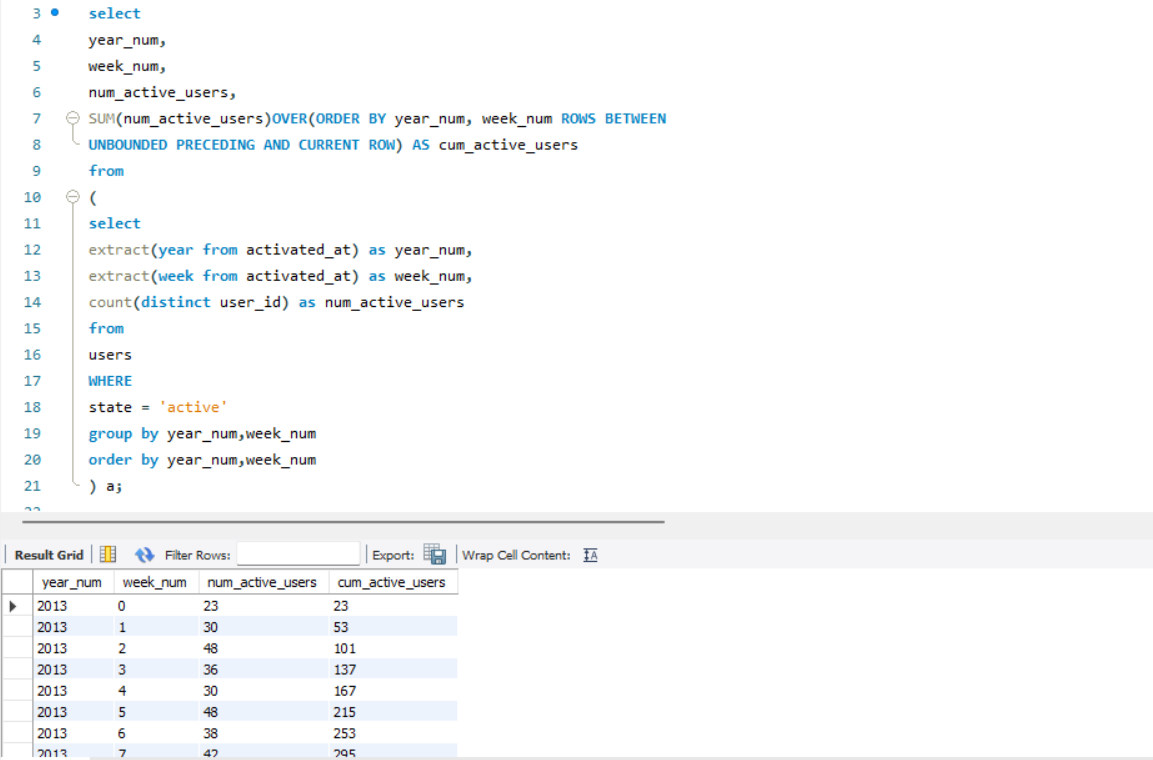 3 select
4 year_num,
5 week_num,
6 num_active_users,
7 SUM(num_active_users)OVER(ORDER BY year_num, week_num ROWS BETWEEN
8 UNBOUNDED PRECEDING AND CURRENT ROW) AS cum_active_users
9 from
10 (
11 select
12 extract(year from activated_at) as year_num,
13 extract(week from activated_at) as week_num,
14 count(distinct user_id) as num_active_users
15 from
16 users
17 WHERE
18 state = 'active'
19 group by year_num,week_num
20 order by year_num,week_num
21 ) a;
22
Result Grid Filter Rows: Export: Wrap Cell Content: IA
year_num week_num num_active_users cum_active_users
2013 0 23 23
2013 1 30 53
2013 2 48 101
2013 3 36 137
2013 4 30 167
2013 5 48 215
2013 6 38 253
2013 7 42 295